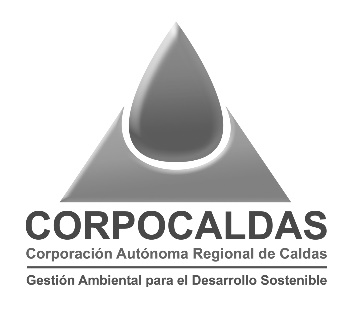 CORPOCALDAS
Corporación Autónoma Regional de Caldas
Gestión Ambiental para el Desarrollo Sostenible